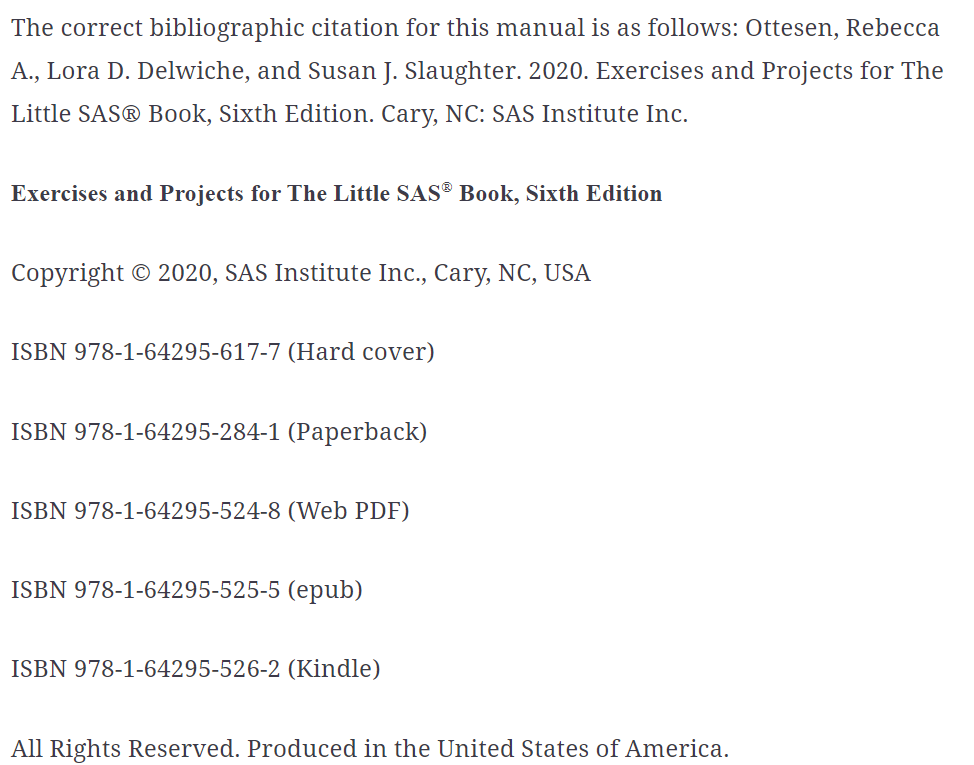 The correct bibliographic citation for this manual is as follows: Ottesen, Rebecca
A., Lora D. Delwiche, and Susan J. Slaughter. 2020. Exercises and Projects for The
Little SAS® Book, Sixth Edition. Cary, NC: SAS Institute Inc.
Exercises and Projects for The Little SAS® Book, Sixth Edition
Copyright © 2020, SAS Institute Inc., Cary, NC, USA
ISBN 978-1-64295-617-7 (Hard cover)
ISBN 978-1-64295-284-1 (Paperback)
ISBN 978-1-64295-524-8 (Web PDF)
ISBN 978-1-64295-525-5 (epub)
ISBN 978-1-64295-526-2 (Kindle)
All Rights Reserved. Produced in the United States of America.